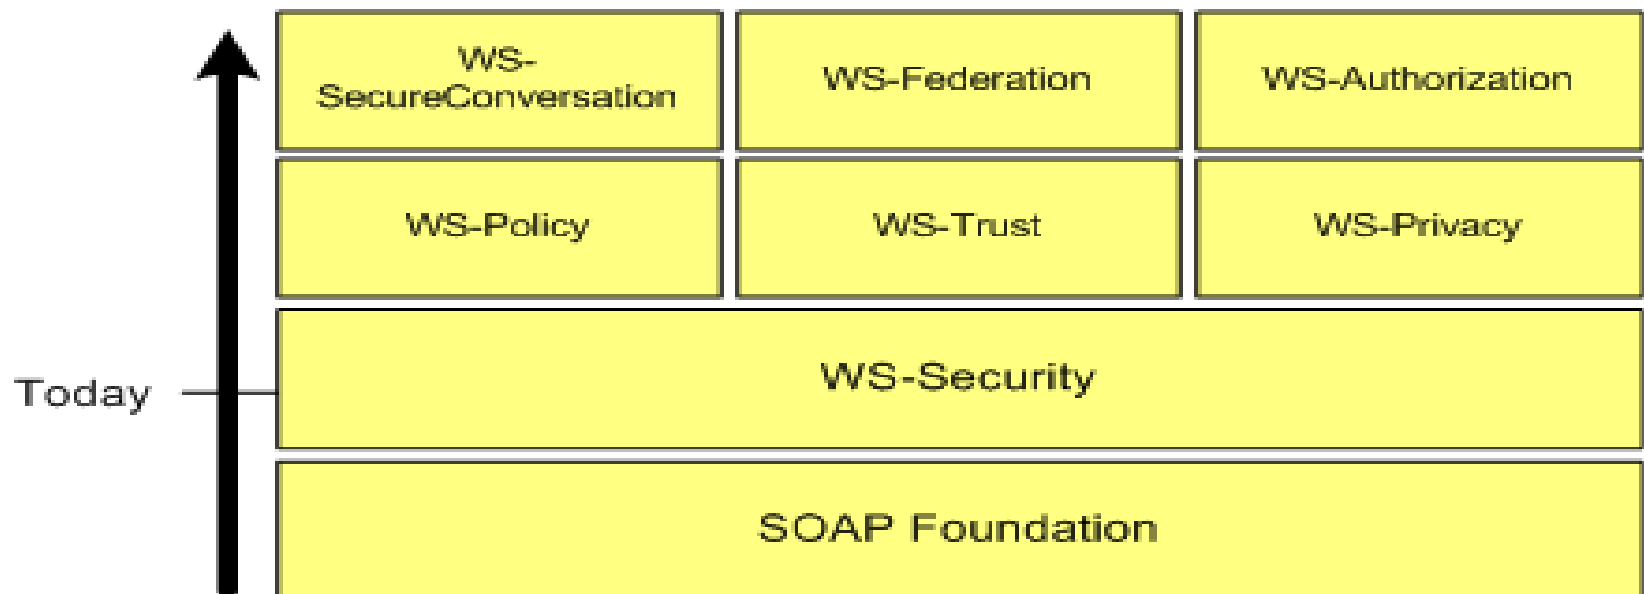 WS-
SecureConversation
WS-Federation
WS-Authorization
WS-Policy
WS-Trust
WS-Privacy
Today
WS-Security
SOAP Foundation